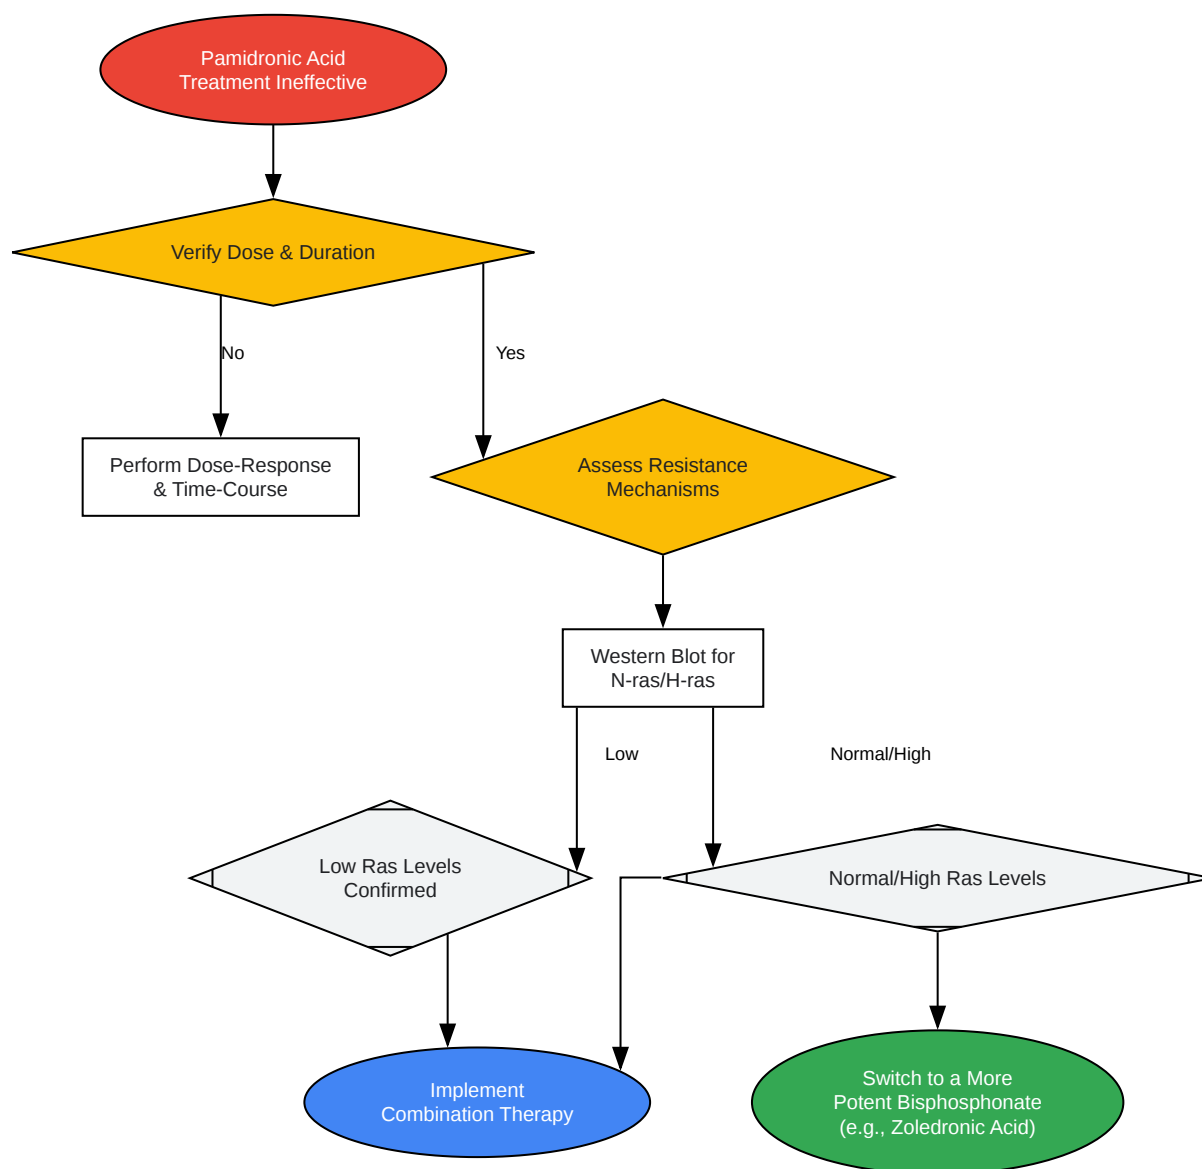 Pamidronic Acid
Treatment Ineffective
Verify Dose & Duration
No
Yes
Perform Dose-Response
& Time-Course
Assess Resistance
Mechanisms
Western Blot for
N-ras/H-ras
Low
Normal/High
Low Ras Levels
Confirmed
Normal/High Ras Levels
Implement
Combination Therapy
Switch to a More
Potent Bisphosphonate
(e.g., Zoledronic Acid)